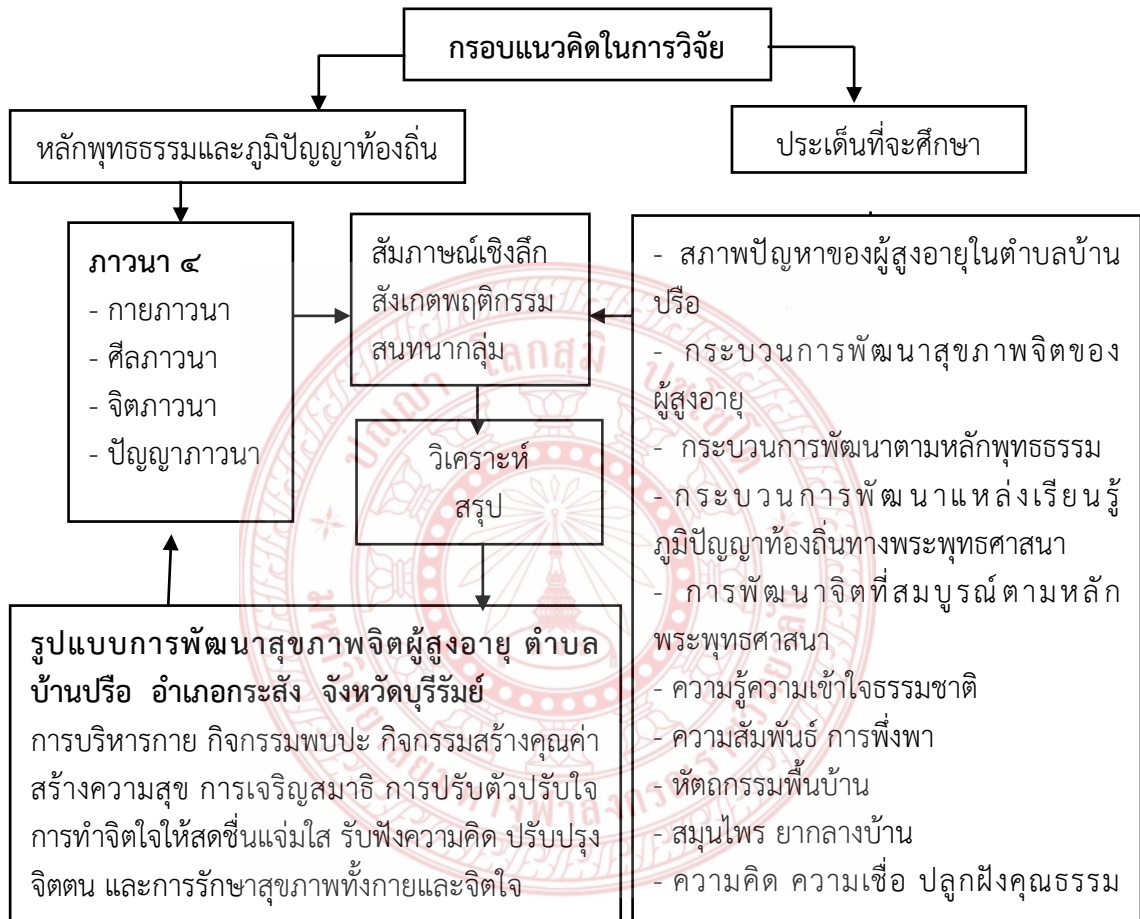 กรอบแนวคิดในการวิจัย
หลักพุทธธรรมและภูมิปัญญาท้องถิ่น
ประเด็นที่จะศึกษา
ภาวนา ๔
- กายภาวนา
- ศีลภาวนา
- จิตภาวนา
- ปัญญาภาวนา
สัมภาษณ์เชิงลึก
สังเกตพฤติกรรม
สนทนากลุ่ม
วิเคราะห์
สรุป
- สภาพปัญหาของผู้สูงอายุในตำบลบ้าน
ปรือ
- กระบวนการพัฒนาสุขภาพจิตของ
ผู้สูงอายุ
- กระบวนการพัฒนาตามหลักพุทธธรรม
- กระบวนการพัฒนาแหล่งเรียนรู้
ภูมิปัญญาท้องถิ่นทางพระพุทธศาสนา
- การพัฒนาจิตที่สมบูรณ์ตามหลัก
พระพุทธศาสนา
- ความรู้ความเข้าใจธรรมชาติ
- ความสัมพันธ์ การพึ่งพา
- หัตถกรรมพื้นบ้าน
- สมุนไพร ยากลางบ้าน
- ความคิด ความเชื่อ ปลูกฝังคุณธรรม
รูปแบบการพัฒนาสุขภาพจิตผู้สูงอายุ ตำบล
บ้านปรือ อำเภอกระสัง จังหวัดบุรีรัมย์
การบริหารกาย กิจกรรมพบปะ กิจกรรมสร้างคุณค่า
สร้างความสุข การเจริญสมาธิ การปรับตัวปรับใจ
การทำจิตใจให้สดชื่นแจ่มใส รับฟังความคิด ปรับปรุง
จิตตน และการรักษาสุขภาพทั้งกายและจิตใจ
ปญฺญา โลกสฺมิ ปชฺโชโต